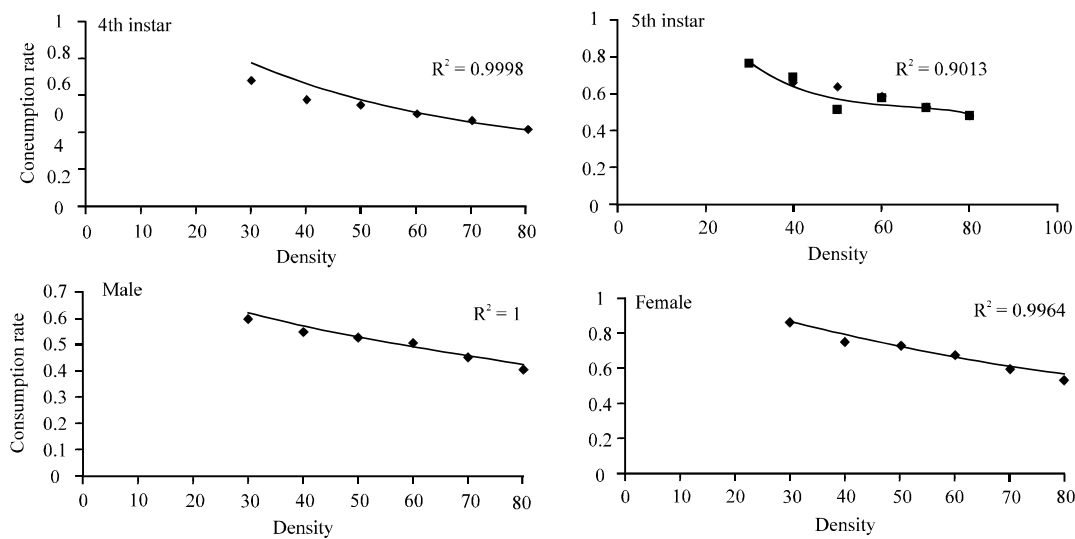 4th instar
R² = 0.9998
Coneumption rate
1
0.8
0.6
0
4
0.2
0
0 10 20 30 40 50 60 70 80
Density
5th instar
R² = 0.9013
1
0.8
0.6
0.4
0.2
0
0 20 40 60 80 100
Density
Male
R² = 1
Consumption rate
0.7
0.6
0.5
0.4
0.3
0.2
0.1
0
0 10 20 30 40 50 60 70 80
Density
Female
R² = 0.9964
1
0.8
0.6
0.4
0.2
0
0 10 20 30 40 50 60 70 80
Density